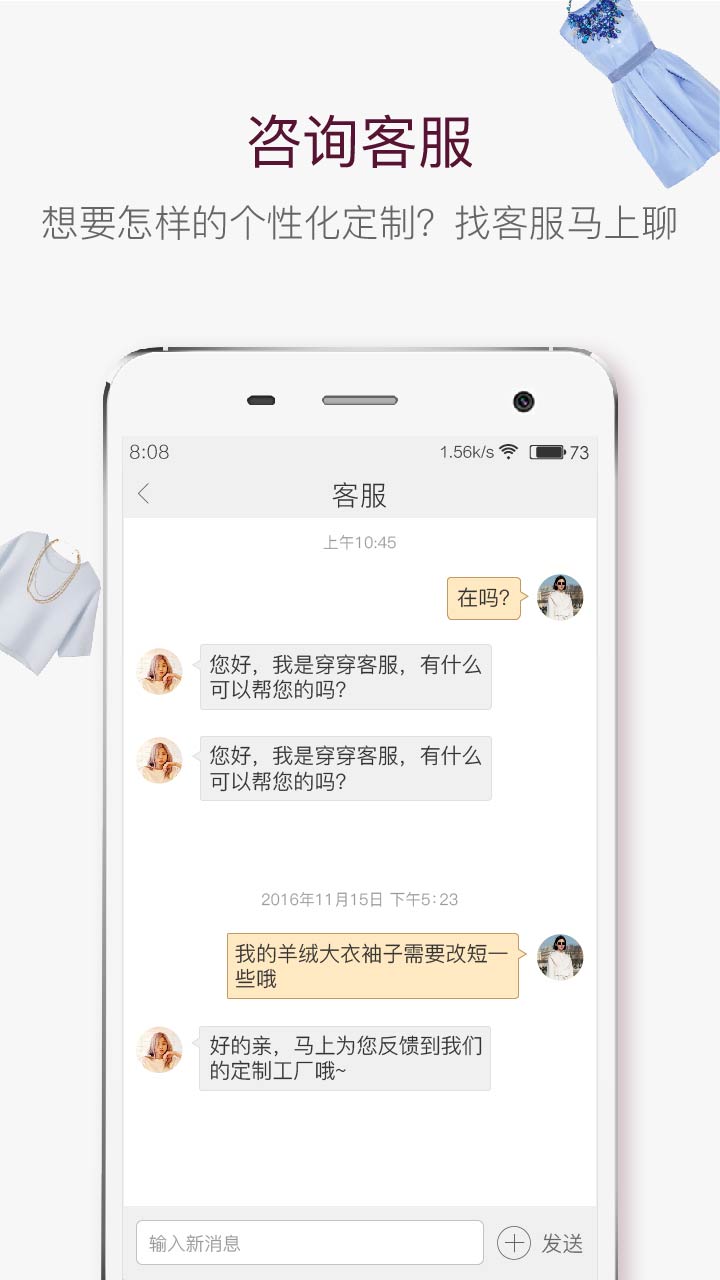 咨询客服
想要怎样的个性化定制？找客服马上聊
8:08
1.56k/s
73
客服
上午10:45
在吗？
您好，我是穿穿客服，有什么
可以帮您的吗？
您好，我是穿穿客服，有什么
可以帮您的吗？
2016年11月15日 下午5:23
我的羊绒大衣袖子需要改短一
些哦
好的亲，马上为您反馈到我们
的定制工厂哦~
输入新消息
发送